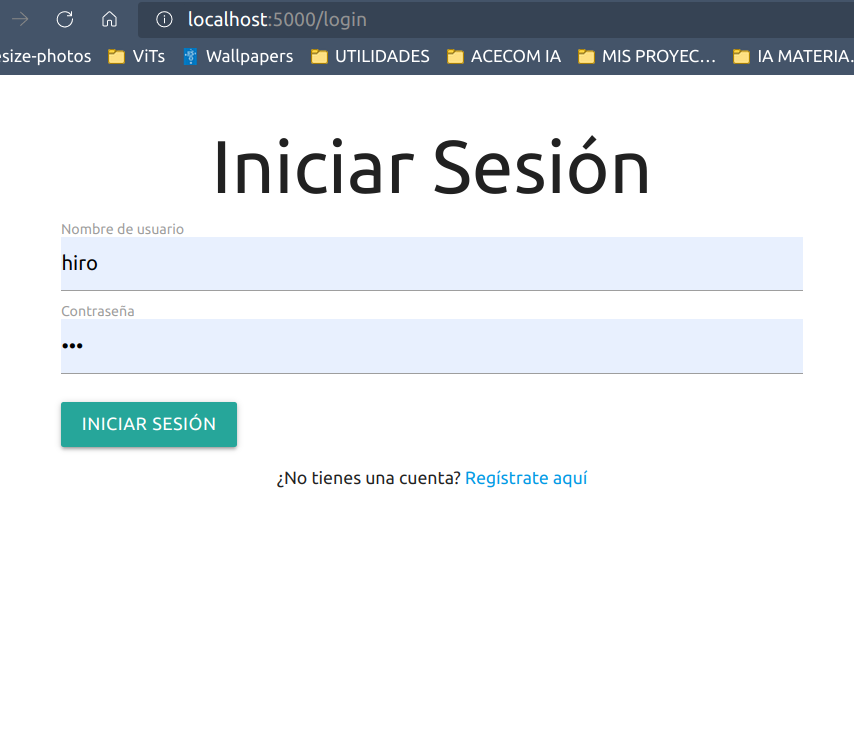 localhost:5000/login
esize-photos ViTs Wallpapers UTILIDADES ACECOM IA MIS PROYEC... IA MATERIA.
Iniciar Sesión
Nombre de usuario
hiro
Contraseña
•••
INICIAR SESIÓN
¿No tienes una cuenta? Regístrate aquí